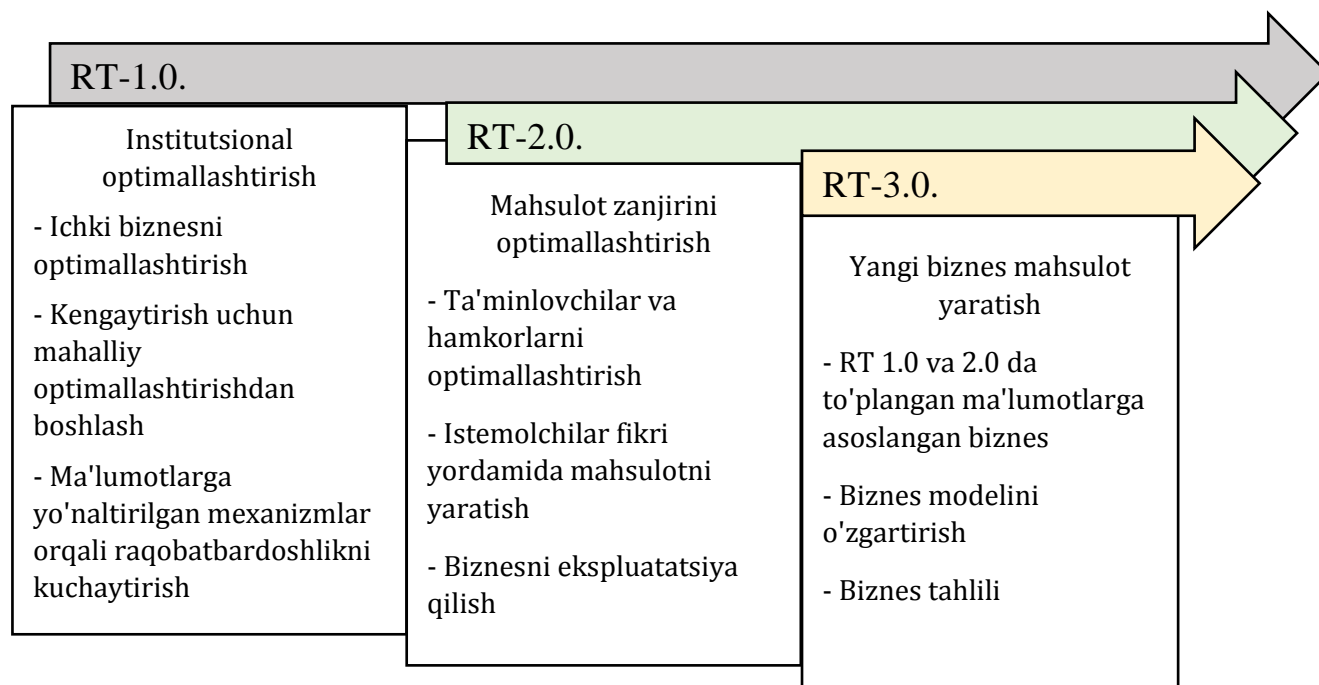 RT-1.0.
Institutsional
optimallashtirish
- Ichki biznesni
optimallashtirish
- Kengaytirish uchun
mahalliy
optimallashtirishdan
boshlash
- Ma'lumotlarga
yo'naltirilgan mexanizmlar
orqali raqobatbardoshlikni
kuchaytirish
RT-2.0.
Mahsulot zanjirini
optimallashtirish
- Ta'minlovchilar va
hamkorlarni
optimallashtirish
- Istemolchilar fikri
yordamida mahsulotni
yaratish
- Biznesni ekspluatatsiya
qilish
RT-3.0.
Yangi biznes mahsulot
yaratish
- RT 1.0 va 2.0 da
to'plangan ma'lumotlarga
asoslangan biznes
- Biznes modelini
o'zgartirish
- Biznes tahlili